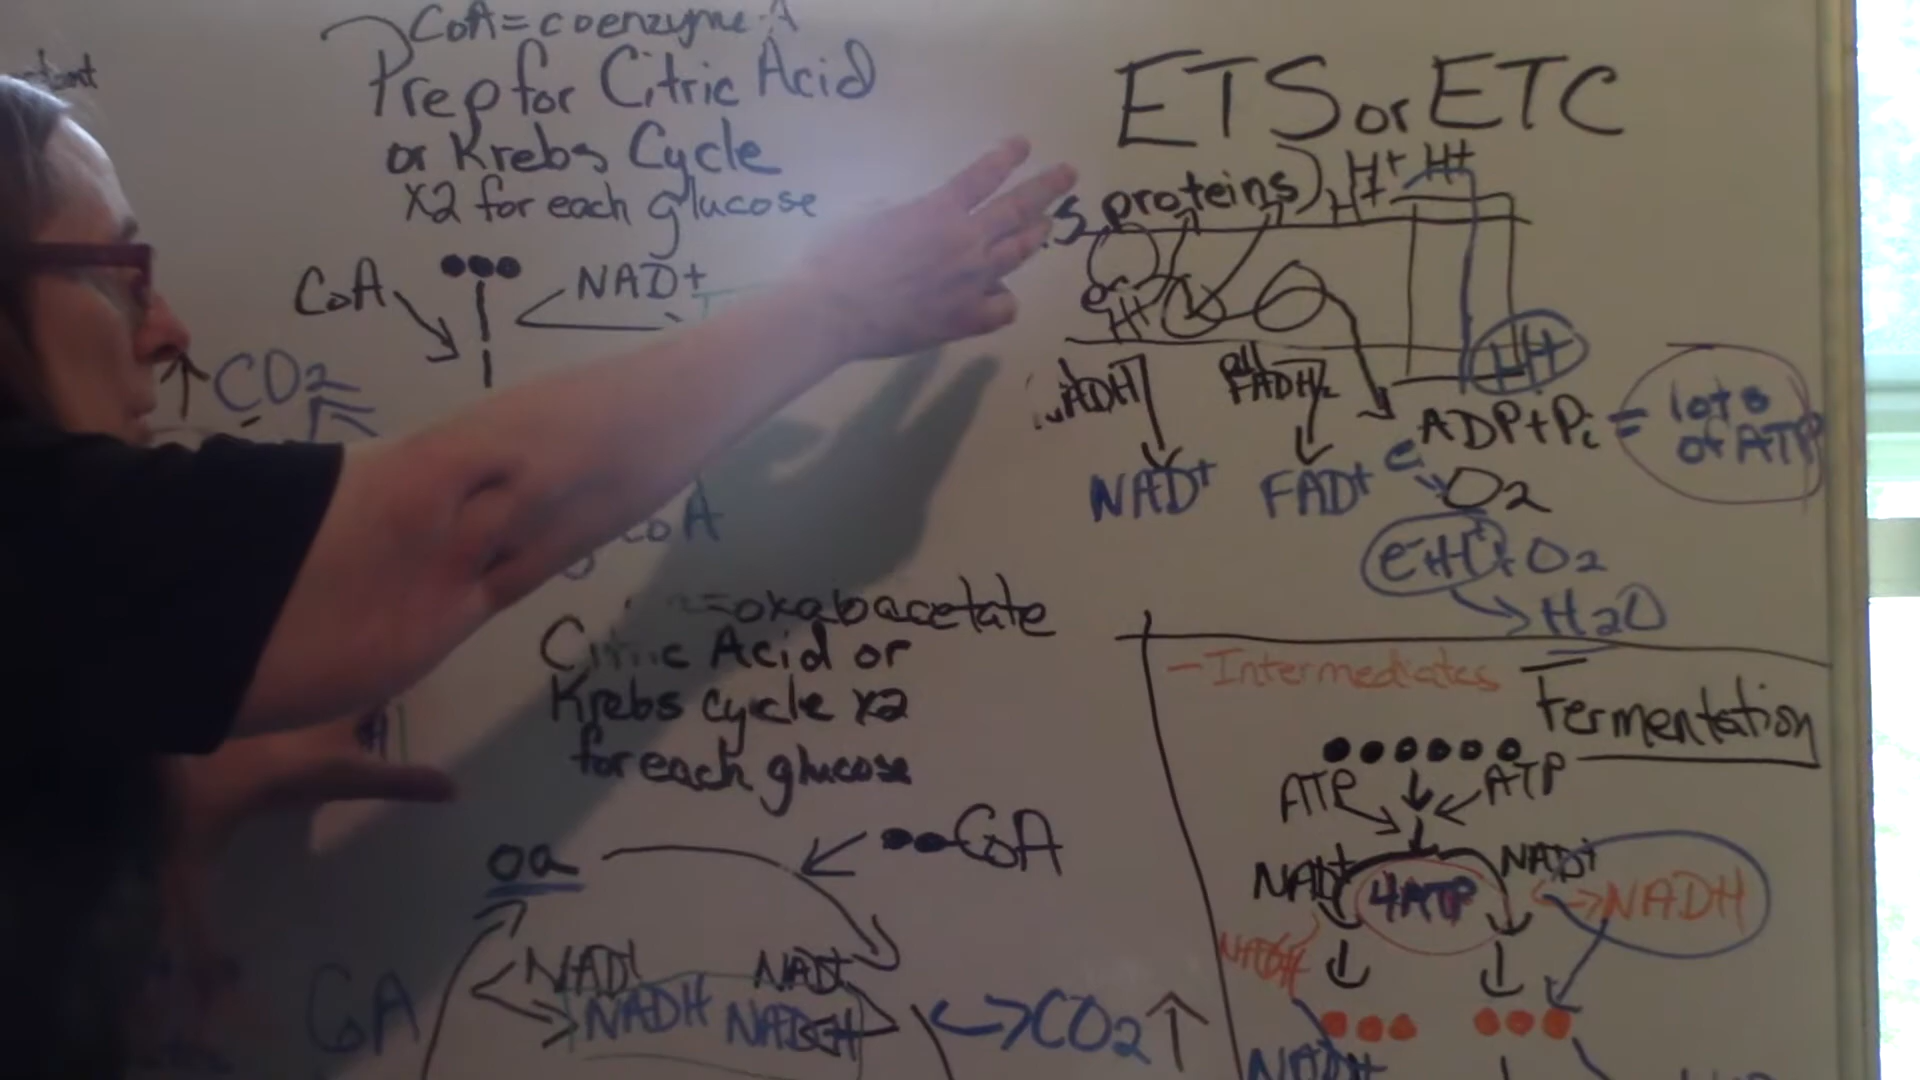 CoA = coenzyme A
Prep for Citric Acid
or Krebs Cycle
x2 for each glucose
CoA
NAD+
CO2
CoA
= oxaloacetate
Citric Acid or
Krebs cycle x2
for each glucose
oa
CoA
NAD+
NADH
NAD+
CO2
CoA
ETS or ETC
proteins)
H+
H+
H+
H+
H+
NADH
FADH2
NAD+
FAD+
ADP+Pi = lots
of ATP
e-
O2
e-H+ + O2
H2O
- Intermediates
Fermentation
ATP
ATP
NAD+
4ATP
NAD+
NADH
NADH
NAD+